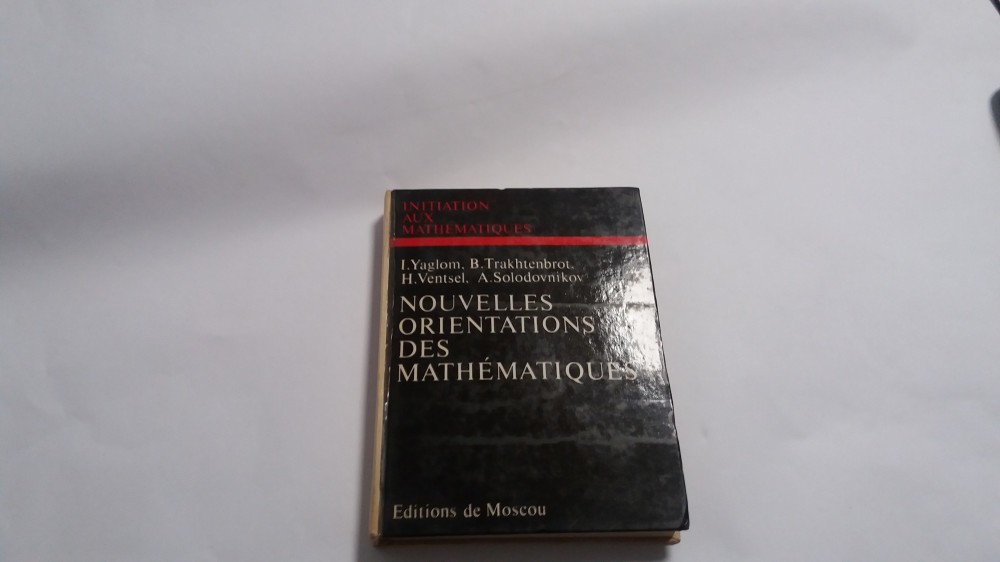 INITIATION
AUX
MATHÉMATIQUES
I.Yaglom, B.Trakhtenbrot,
H.Ventsel, A.Solodovnikov
NOUVELLES
ORIENTATIONS
DES
MATHÉMATIQUES
Editions de Moscou